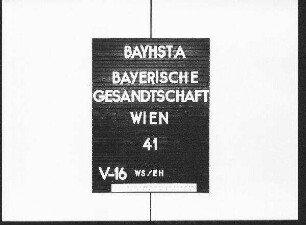 BAYHSTA
BAYERISCHE
GESANDTSCHAFT
WIEN
41
V-16 WS/EH